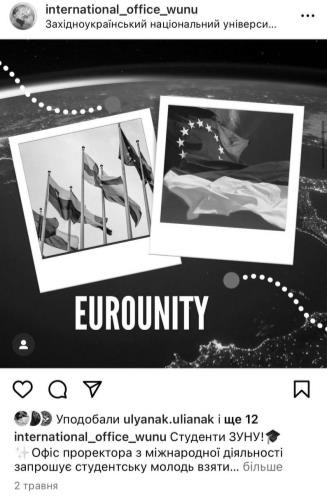 international_office_wunu
Західноукраїнський національний універси...
EUROUNITY
Уподобали ulyanak.ulianak і ще 12
international_office_wunu Студенти ЗУНУ!🎓
✨Офіс проректора з міжнародної діяльності
запрошує студентську молодь взяти... більше
2 травня